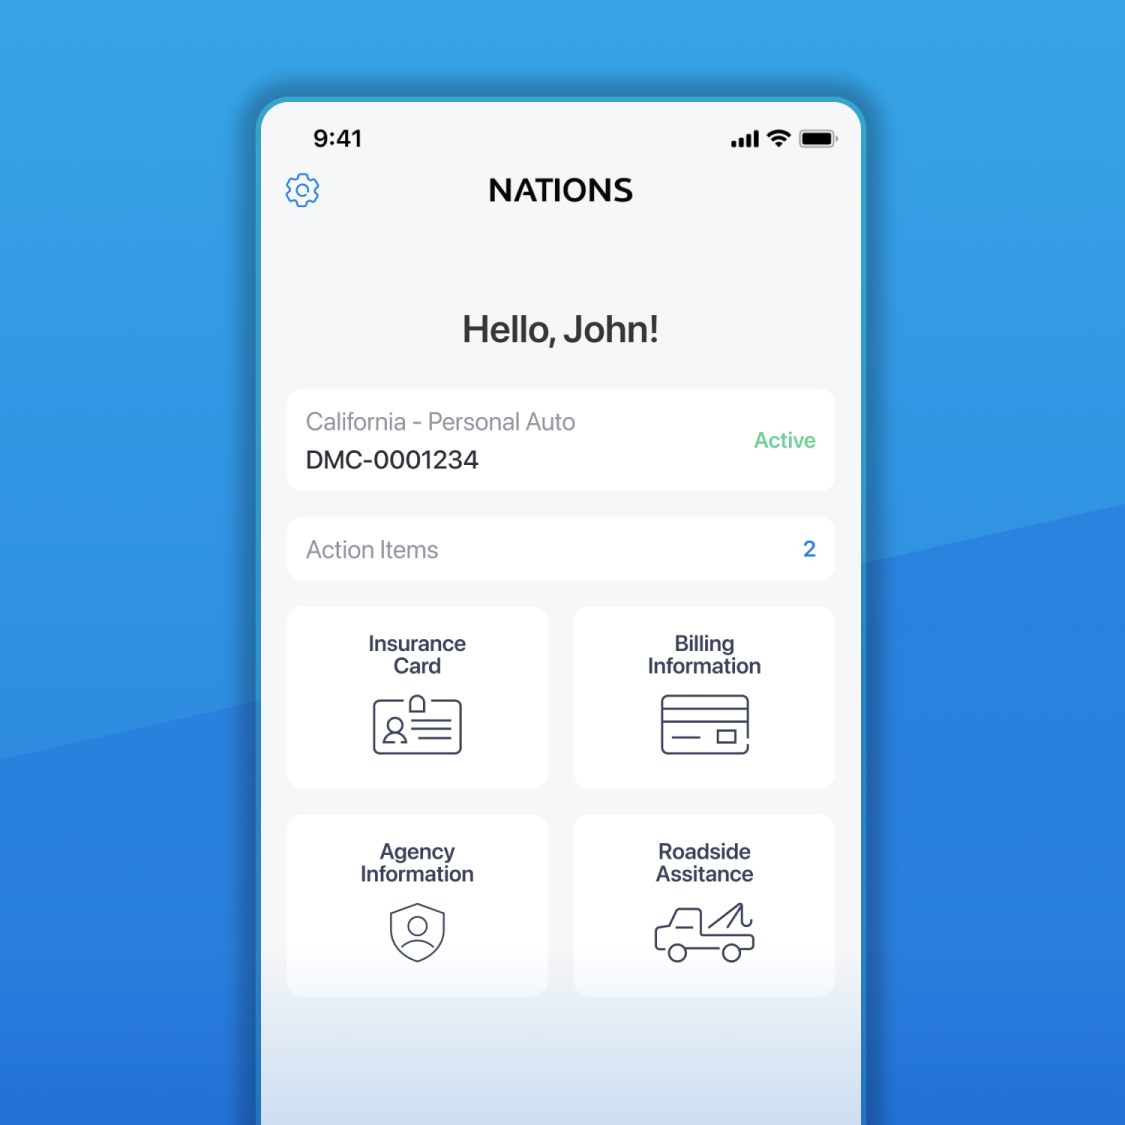 9:41
NATIONS
Hello, John!
California - Personal Auto
DMC-0001234
Active
Action Items
2
Insurance
Card
Billing
Information
Agency
Information
Roadside
Assitance